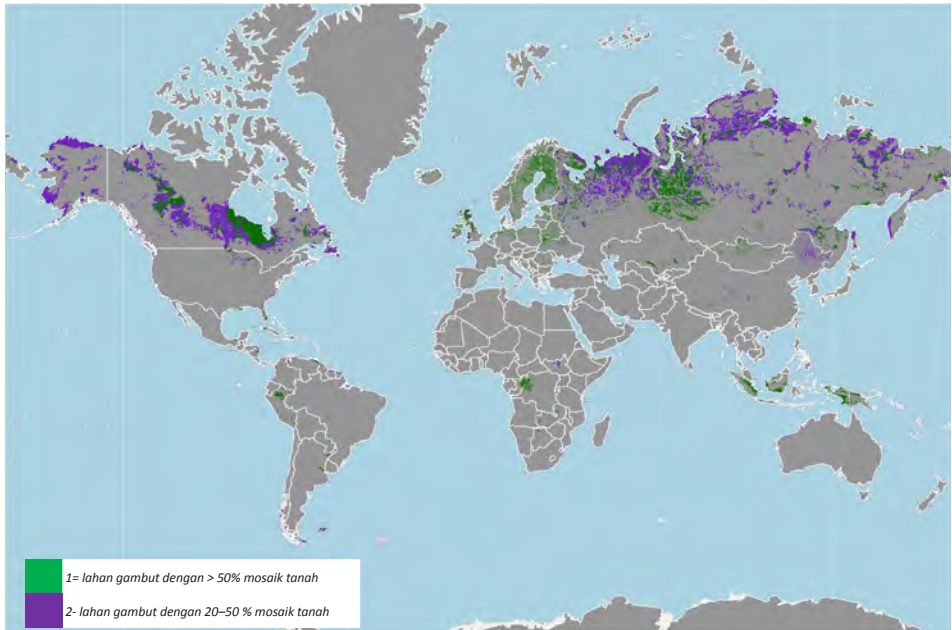 1= lahan gambut dengan > 50% mosaik tanah
2- lahan gambut dengan 20–50 % mosaik tanah